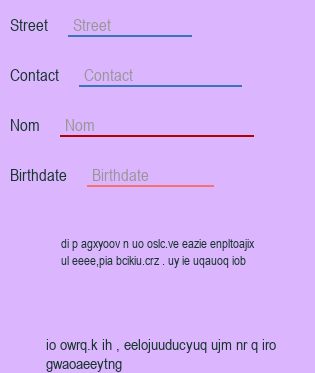 Street Street
Contact Contact
Nom Nom
Birthdate Birthdate
di p agxyoov n uo oslc.ve eazie enpltoajix
ul eeee,pia bcikiu.crz . uy ie uqauoq iob
io owrq.k ih , eelojuuducyuq ujm nr q iro
gwaoaeeytng